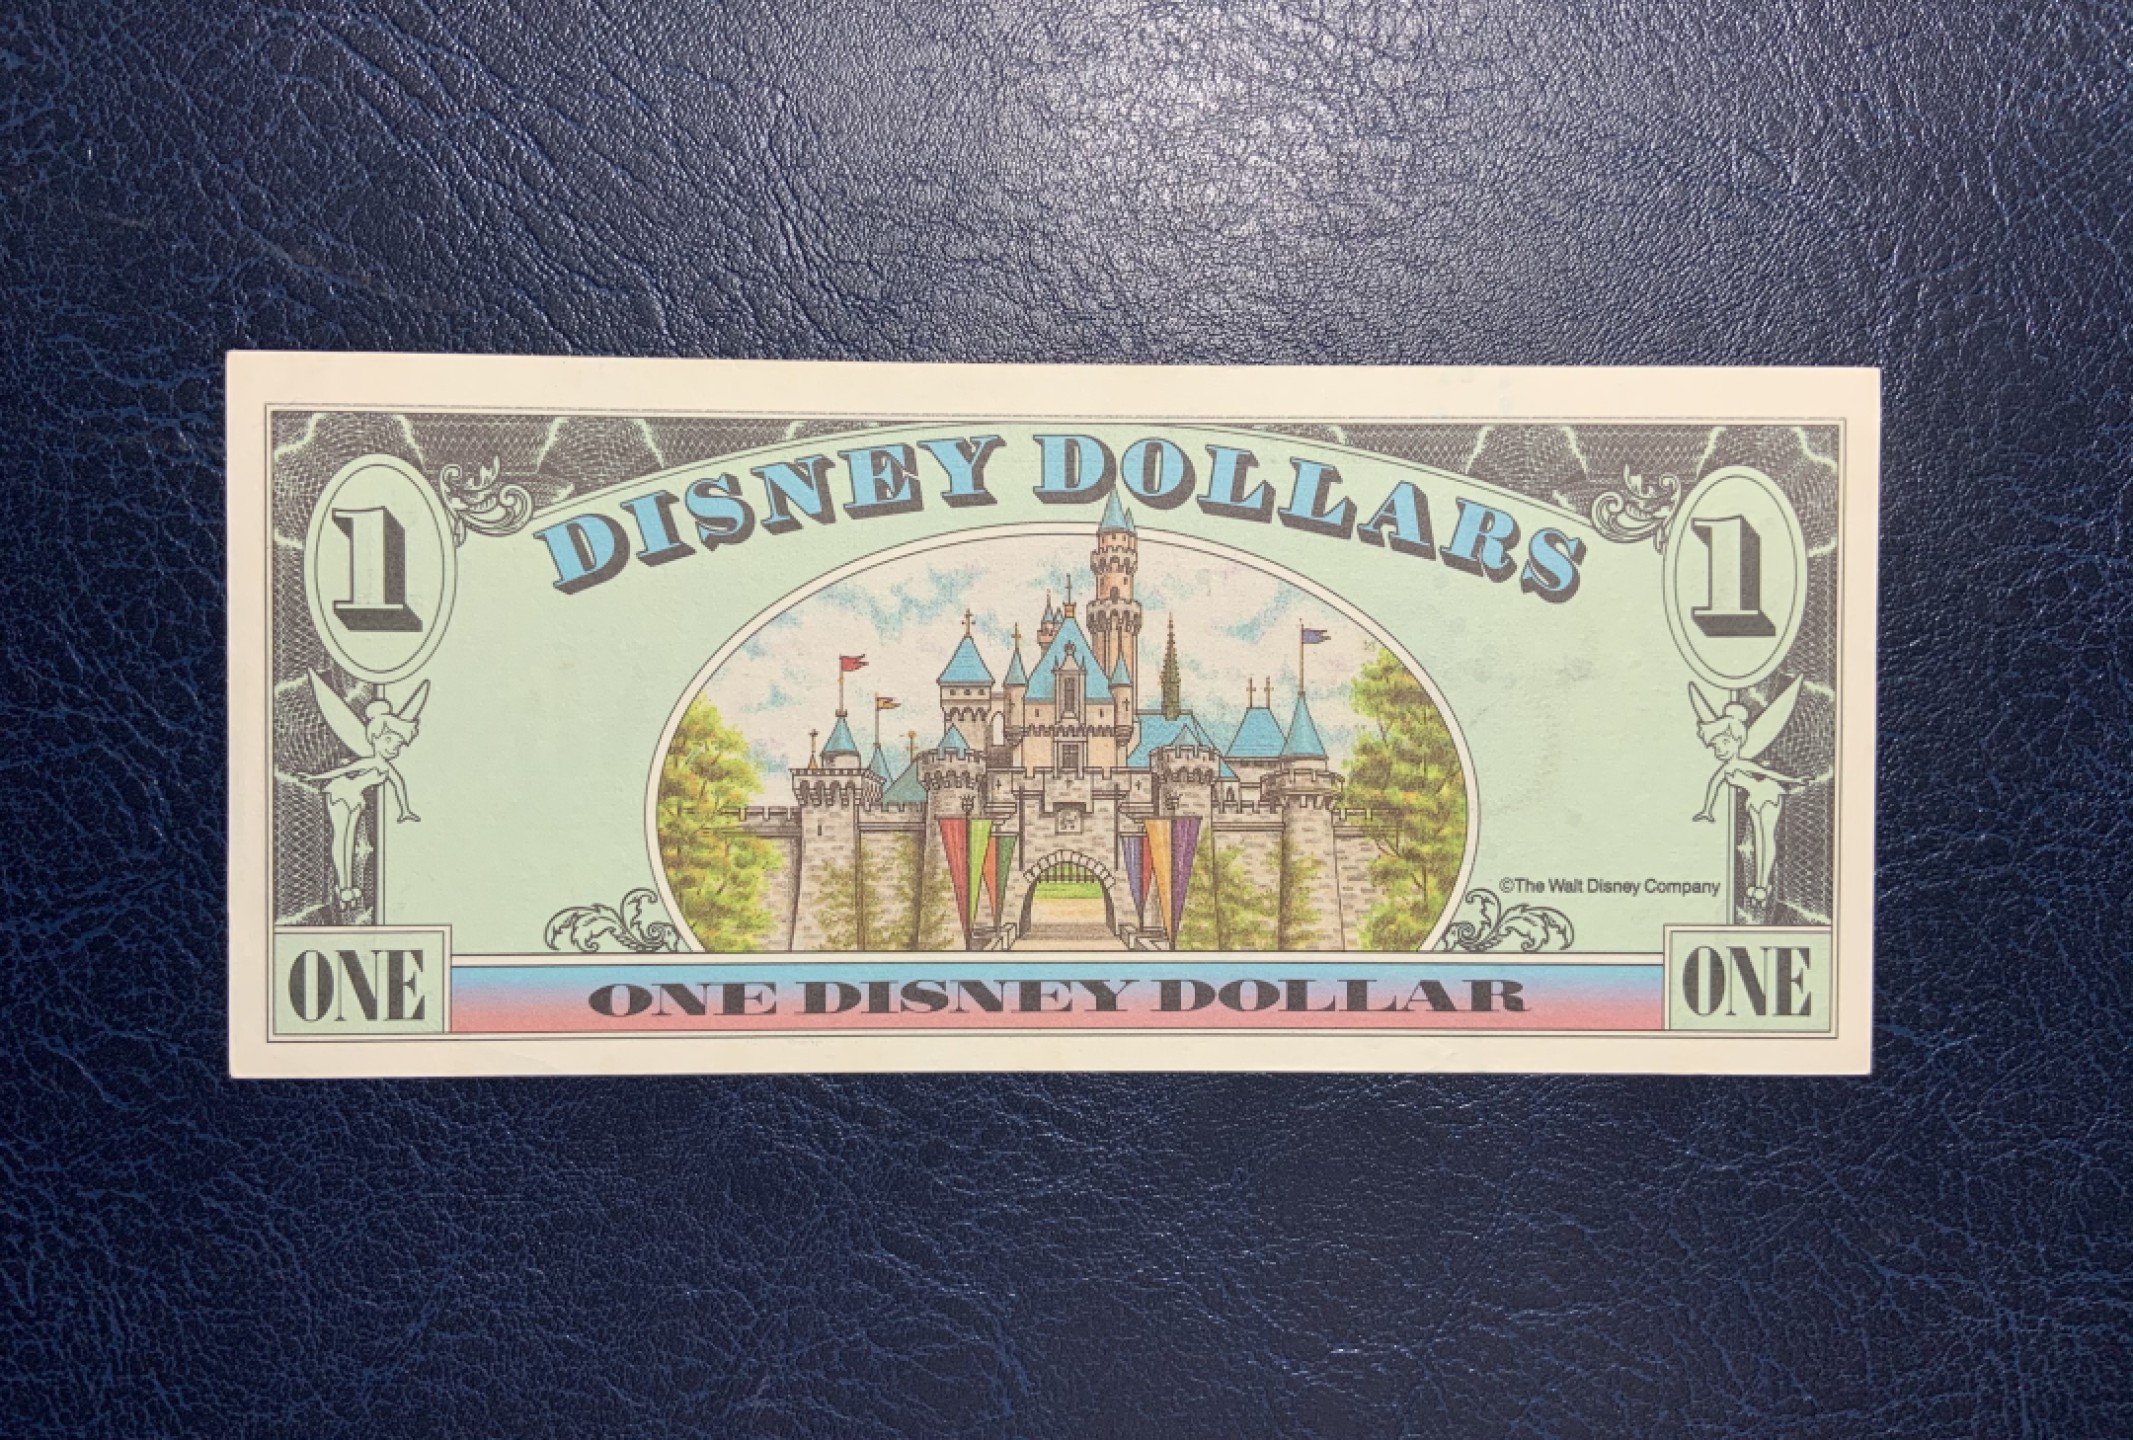 DISNEY DOLLARS
1
1
©The Walt Disney Company
ONE
ONE DISNEY DOLLAR
ONE